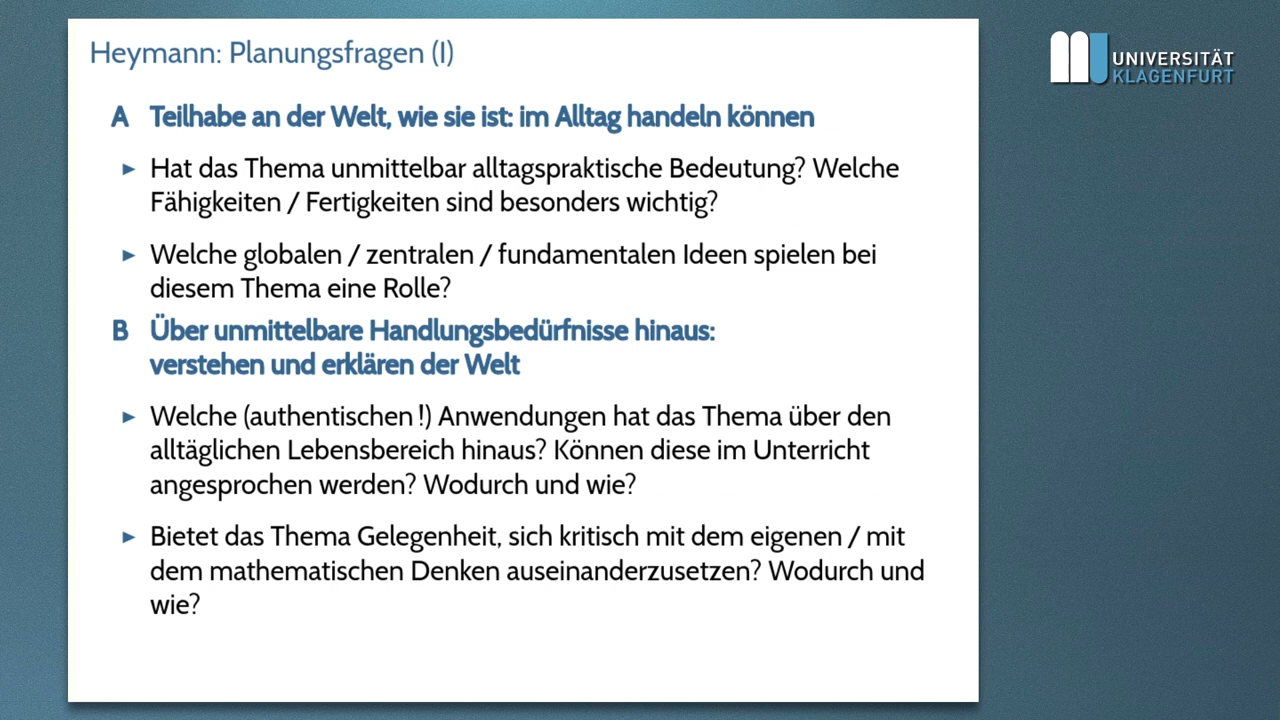 Heymann: Planungsfragen (I)
A Teilhabe an der Welt, wie sie ist: im Alltag handeln können
► Hat das Thema unmittelbar alltagspraktische Bedeutung? Welche
Fähigkeiten / Fertigkeiten sind besonders wichtig?
► Welche globalen / zentralen / fundamentalen Ideen spielen bei
diesem Thema eine Rolle?
B Über unmittelbare Handlungsbedürfnisse hinaus:
verstehen und erklären der Welt
► Welche (authentischen !) Anwendungen hat das Thema über den
alltäglichen Lebensbereich hinaus? Können diese im Unterricht
angesprochen werden? Wodurch und wie?
► Bietet das Thema Gelegenheit, sich kritisch mit dem eigenen / mit
dem mathematischen Denken auseinanderzusetzen? Wodurch und
wie?
UNIVERSITÄT
KLAGENFURT